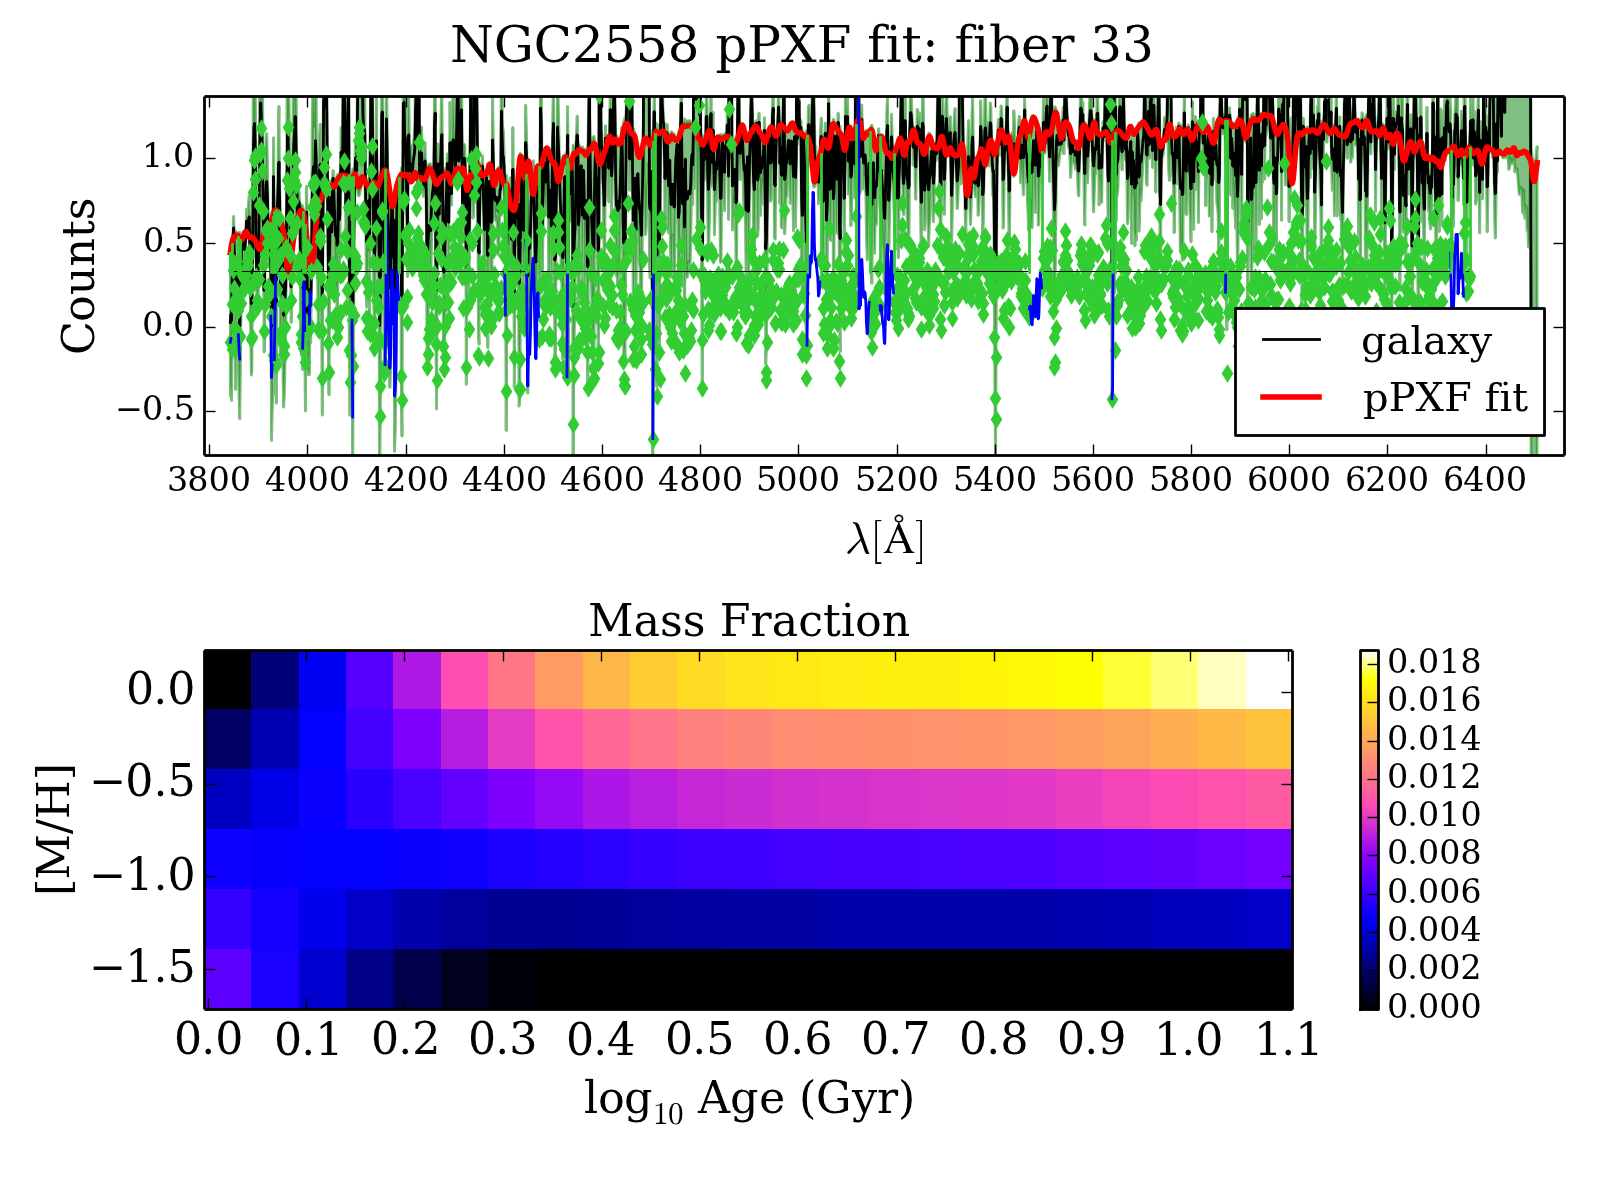 NGC2558 pPXF fit: fiber 33
Counts
1.0
0.5
0.0
−0.5
galaxy
pPXF fit
3800 4000 4200 4400 4600 4800 5000 5200 5400 5600 5800 6000 6200 6400
λ[Å]
Mass Fraction
[M/H]
0.0
−0.5
−1.0
−1.5
0.0 0.1 0.2 0.3 0.4 0.5 0.6 0.7 0.8 0.9 1.0 1.1
log₁₀ Age (Gyr)
0.018
0.016
0.014
0.012
0.010
0.008
0.006
0.004
0.002
0.000